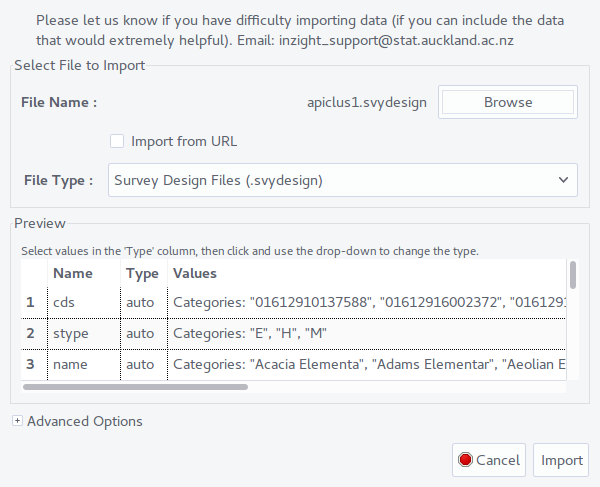 Please let us know if you have difficulty importing data (if you can include the data
that would extremely helpful). Email: inzight_support@stat.auckland.ac.nz
Select File to Import
File Name :
apiclus1.svydesign
Browse
Import from URL
File Type :
Survey Design Files (.svydesign)
Preview
Select values in the 'Type' column, then click and use the drop-down to change the type.
Name Type Values
1 cds auto Categories: "01612910137588", "01612916002372", "016129
2 stype auto Categories: "E", "H", "M"
3 name auto Categories: "Acacia Elementa", "Adams Elementar", "Aeolian E
Advanced Options
Cancel
Import